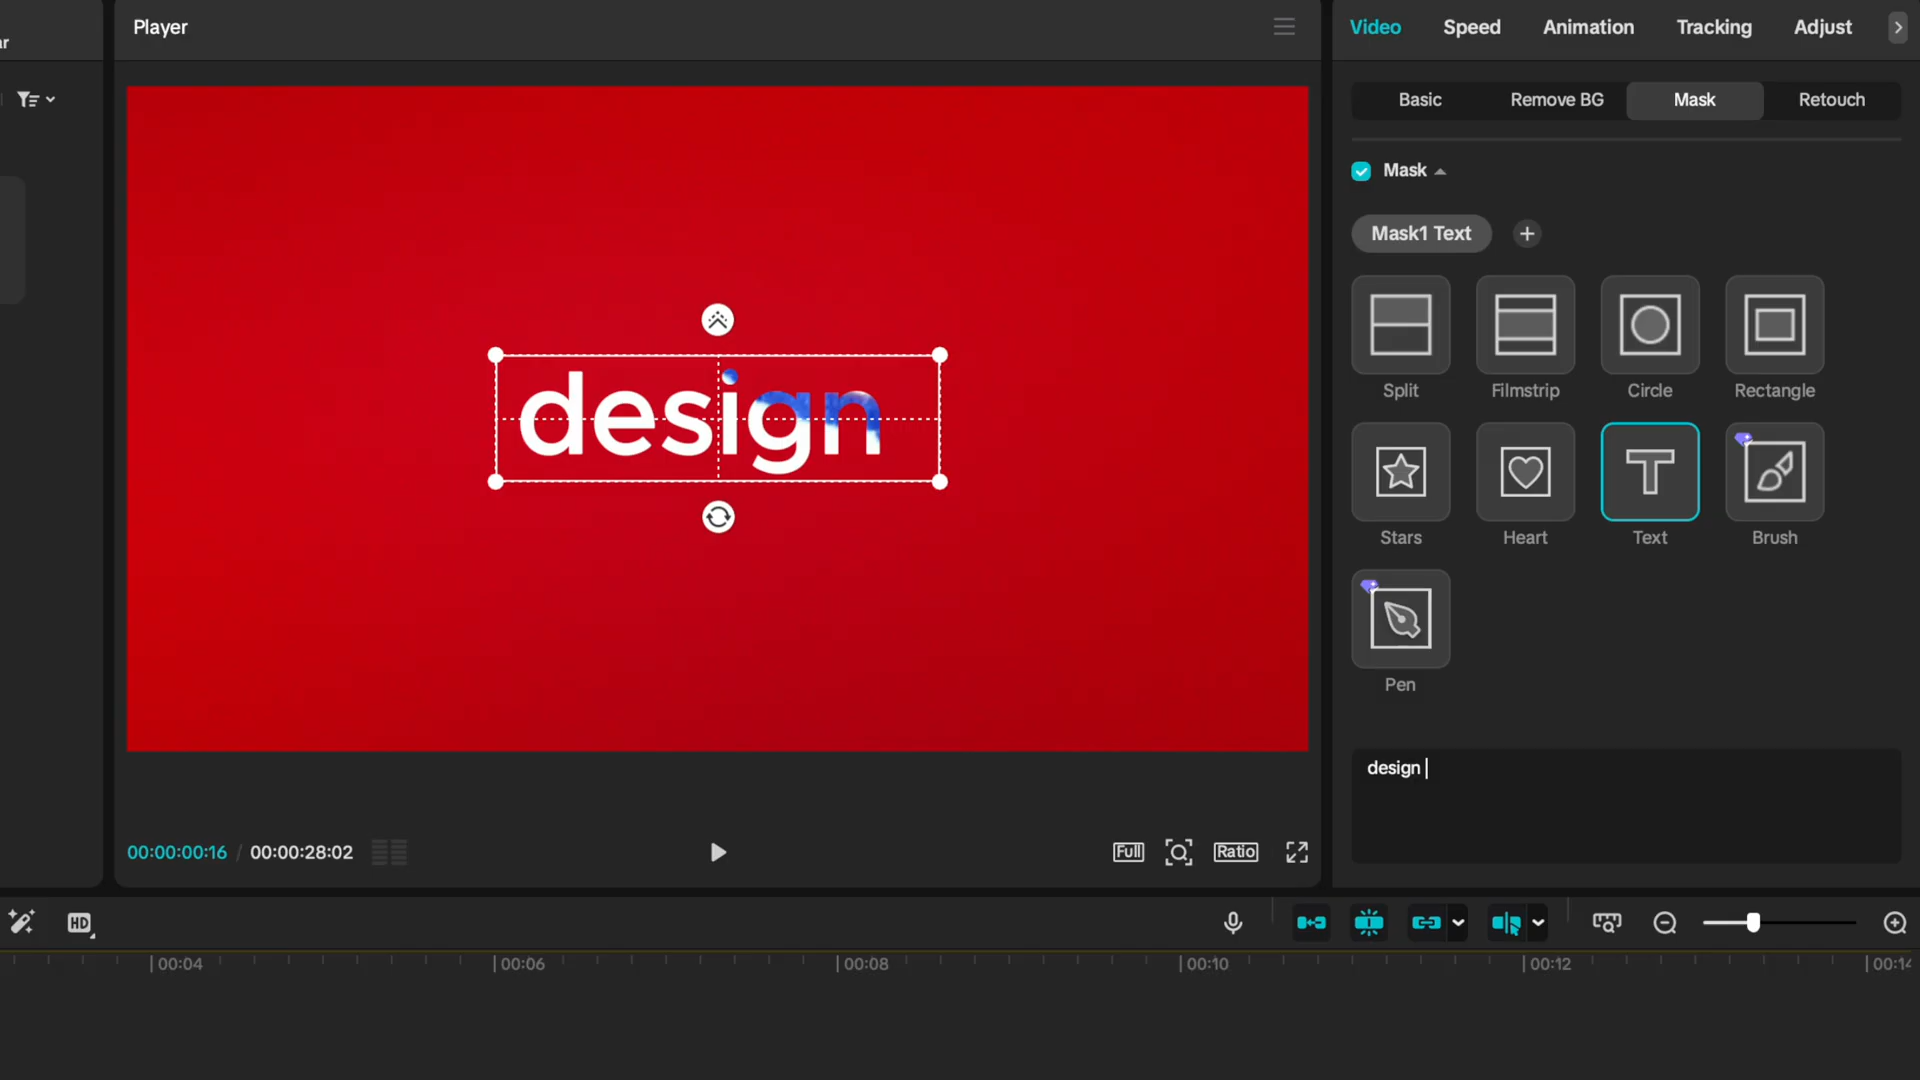 Player
Video Speed Animation Tracking Adjust
Basic Remove BG Mask Retouch
Mask
Mask1 Text
Split Filmstrip Circle Rectangle
design
Stars Heart Text Brush
Pen
design
00:00:00:16 / 00:00:28:02
Full Ratio
HD
00:04 00:06 00:08 00:10 00:12 00:14